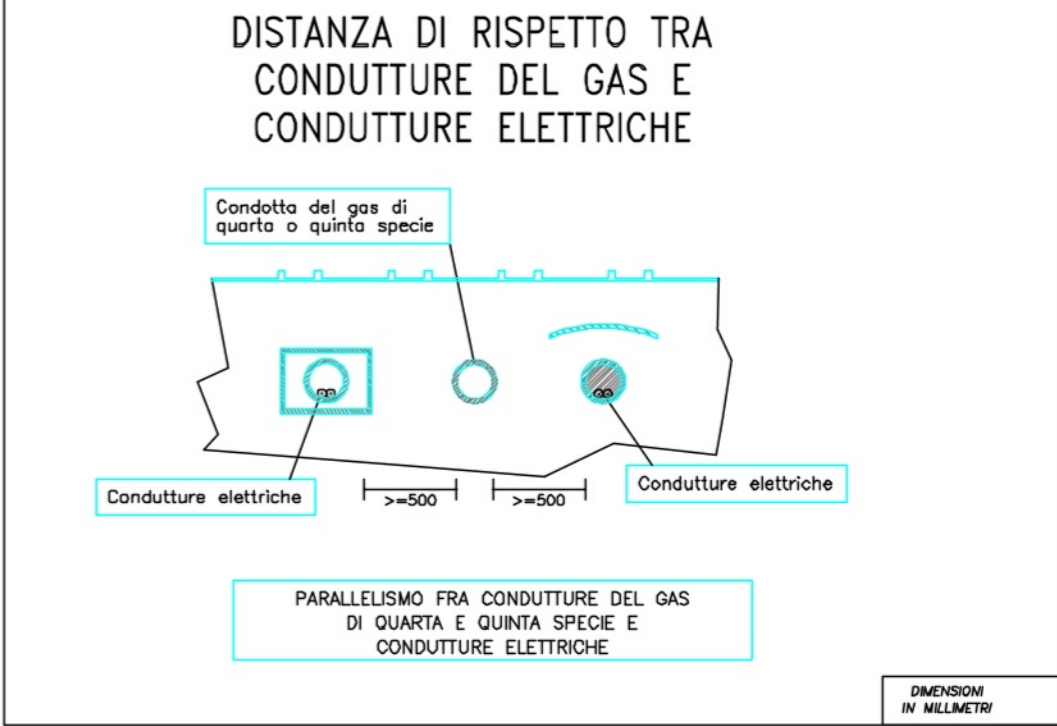 DISTANZA DI RISPETTO TRA
CONDUTTURE DEL GAS E
CONDUTTURE ELETTRICHE
Condotta del gas di
quarta o quinta specie
Condutture elettriche
>=500
>=500
Condutture elettriche
PARALLELISMO FRA CONDUTTURE DEL GAS
DI QUARTA E QUINTA SPECIE E
CONDUTTURE ELETTRICHE
DIMENSIONI
IN MILLIMETRI